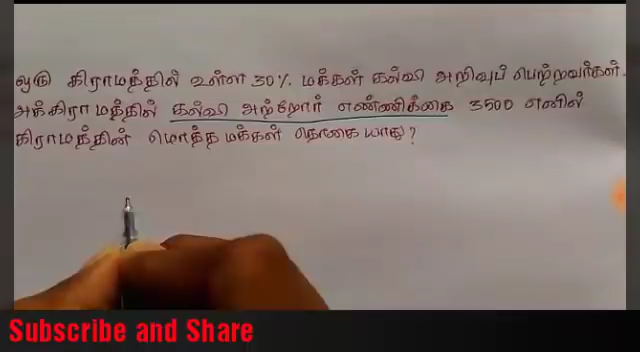 ஒரு கிராமத்தில் உள்ள 30% மக்கள் கல்வி அறிவுப் பெற்றவர்கள்.
அக்கிராமத்தில் கல்வி அற்றோர் எண்ணிக்கை 3500 எனில்
கிராமத்தின் மொத்த மக்கள் தொகை யாது?
Subscribe and Share